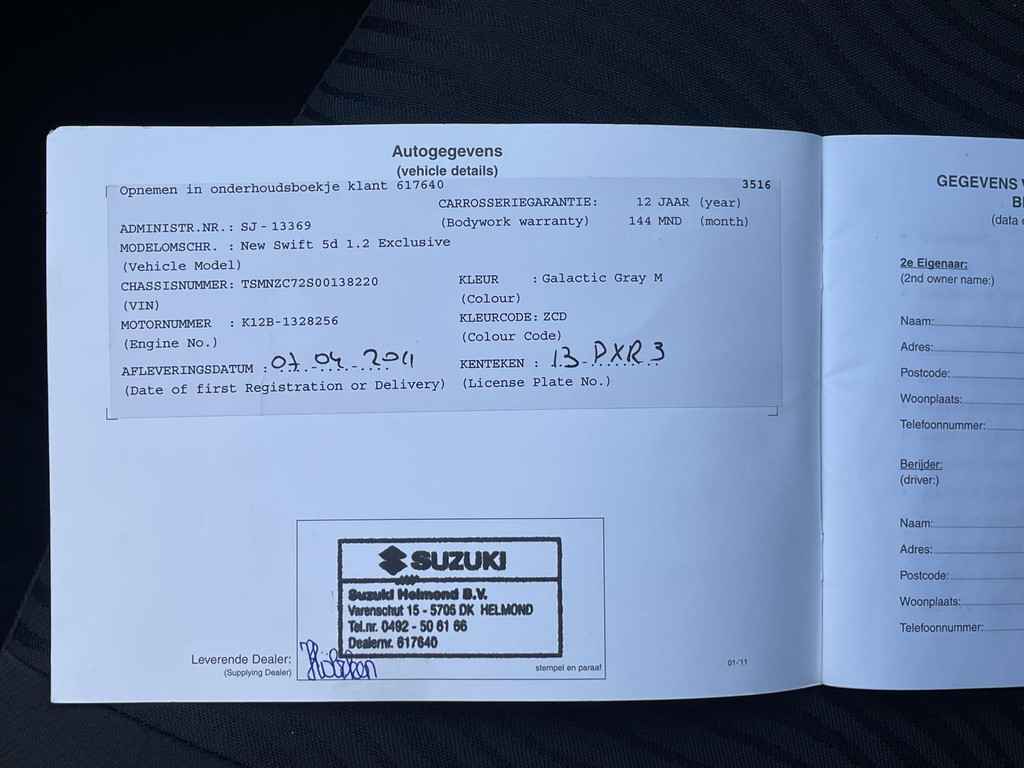 Autogegevens
(vehicle details)
Opnemen in onderhoudsboekje klant 617640 3516
CARROSSERIEGARANTIE: 12 JAAR (year)
ADMINISTR.NR.: SJ-13369 (Bodywork warranty) 144 MND (month)
MODELOMSCHR. : New Swift 5d 1.2 Exclusive
(Vehicle Model)
CHASSISNUMMER: TSMNZC72S00138220 KLEUR : Galactic Gray M
(VIN) (Colour)
MOTORNUMMER : K12B-1328256 KLEURCODE: ZCD
(Engine No.) (Colour Code)
AFLEVERINGSDATUM : 07-04-2011 KENTEKEN : 13-PXR 3
(Date of first Registration or Delivery) (License Plate No.)
SUZUKI
Suzuki Helmond B.V.
Varenschut 15 - 5705 DK HELMOND
Tel.nr. 0492 - 50 61 66
Dealernr. 617640
Leverende Dealer:
(Supplying Dealer)
stempel en paraaf
01-'11
GEGEVENS
(data
2e Eigenaar:
(2nd owner name:)
Naam:
Adres:
Postcode:
Woonplaats:
Telefoonnummer:
Berijder:
(driver:)
Naam:
Adres:
Postcode:
Woonplaats:
Telefoonnummer: